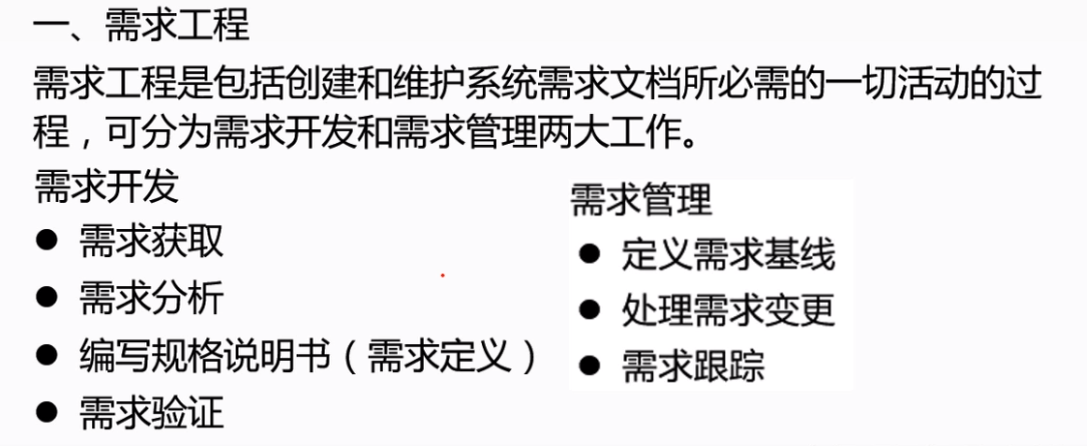 一、需求工程
需求工程是包括创建和维护系统需求文档所必需的一切活动的过
程，可分为需求开发和需求管理两大工作。
需求开发
● 需求获取
● 需求分析
● 编写规格说明书（需求定义）
● 需求验证
需求管理
● 定义需求基线
● 处理需求变更
● 需求跟踪